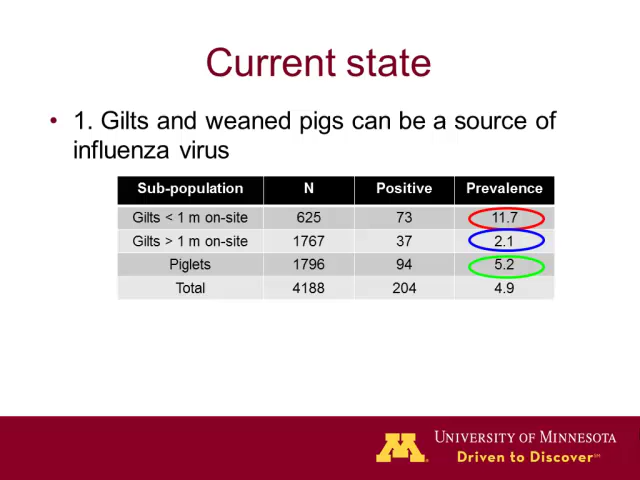 Current state
• 1. Gilts and weaned pigs can be a source of
influenza virus
Sub-population N Positive Prevalence
Gilts < 1 m on-site 625 73 11.7
Gilts > 1 m on-site 1767 37 2.1
Piglets 1796 94 5.2
Total 4188 204 4.9
M
UNIVERSITY OF MINNESOTA
Driven to Discover℠